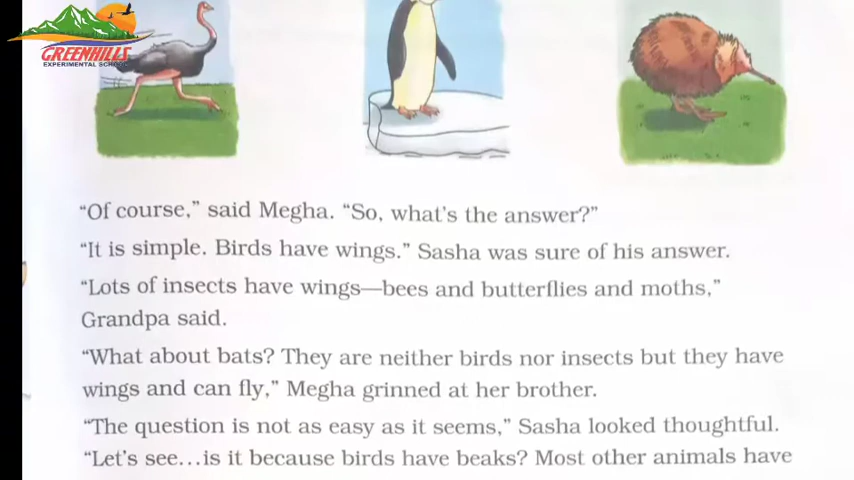 GREENHILLS
EXPERIMENTAL SCHOOL
“Of course,” said Megha. “So, what’s the answer?”
“It is simple. Birds have wings.” Sasha was sure of his answer.
“Lots of insects have wings—bees and butterflies and moths,”
Grandpa said.
“What about bats? They are neither birds nor insects but they have
wings and can fly,” Megha grinned at her brother.
“The question is not as easy as it seems,” Sasha looked thoughtful.
“Let’s see...is it because birds have beaks? Most other animals have